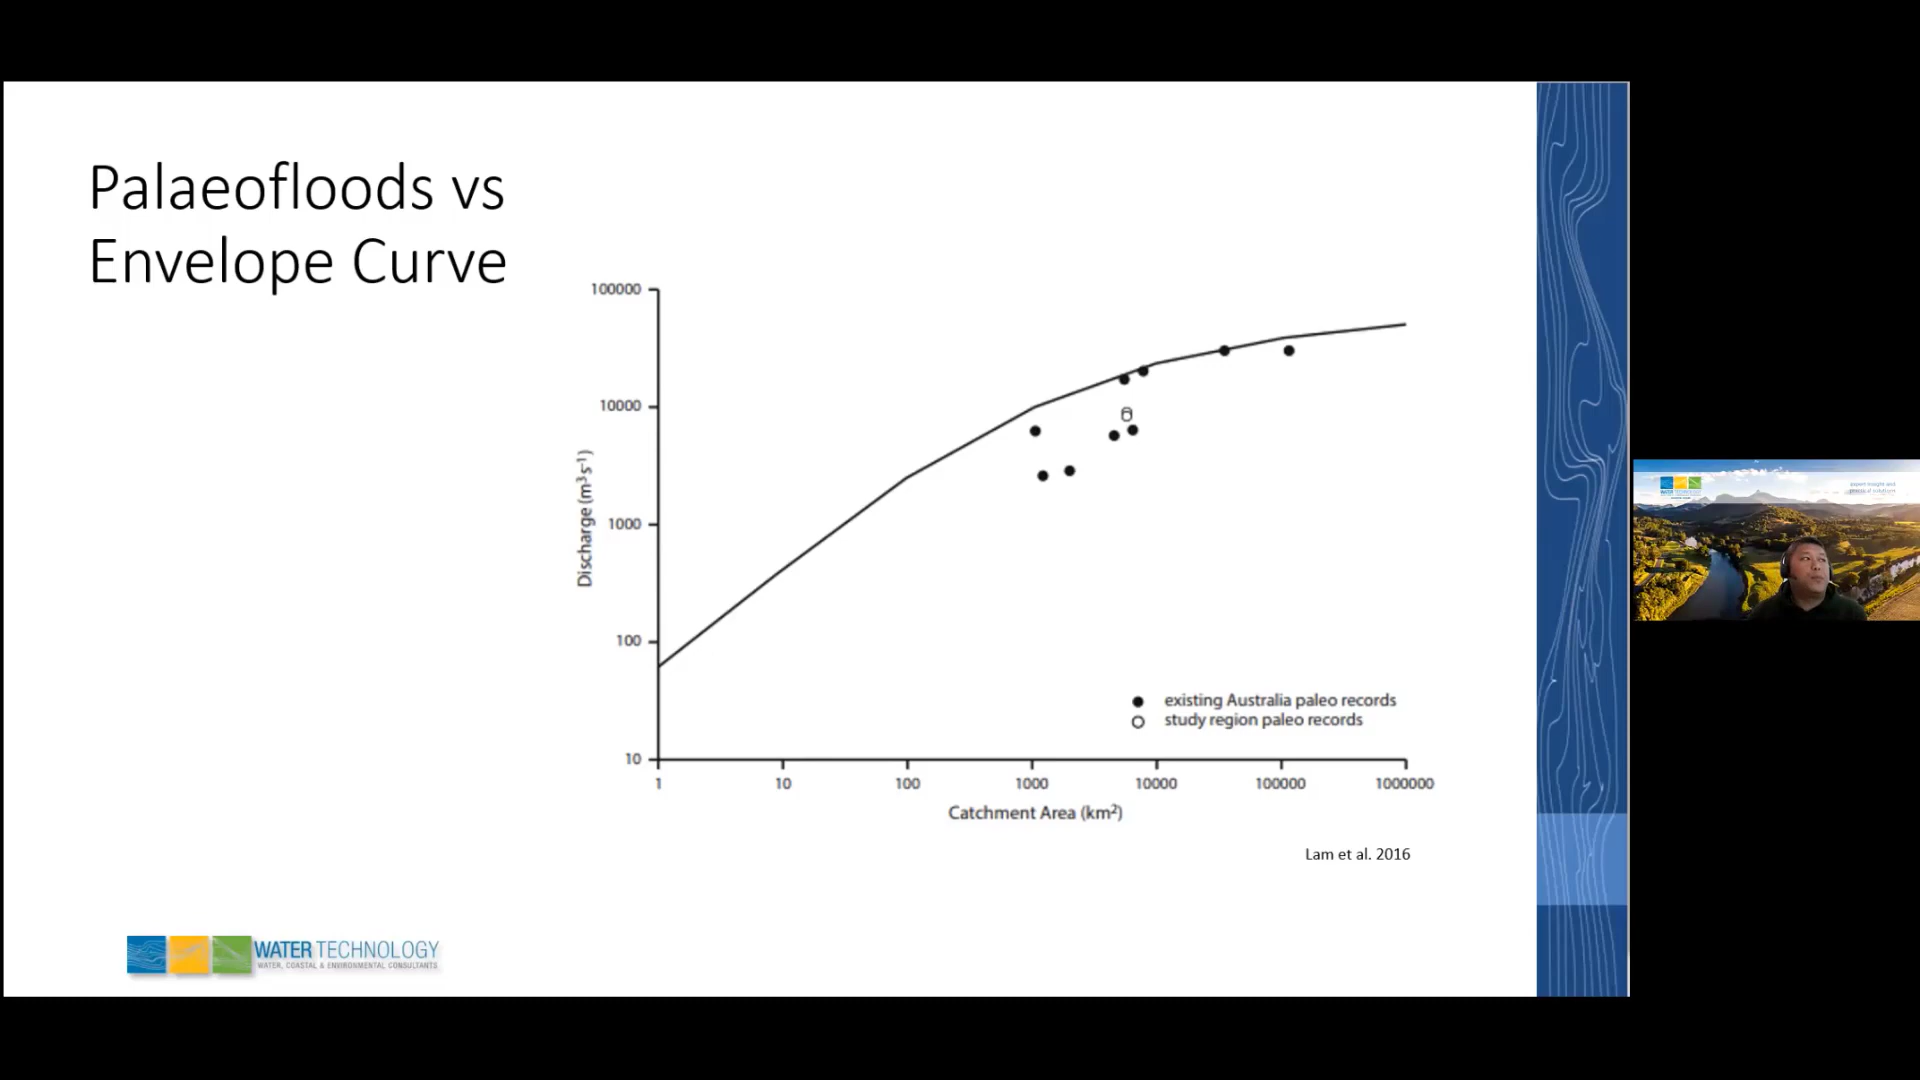 Palaeofloods vs
Envelope Curve
100000
10000
1000
100
10
Discharge (m³s⁻¹)
1
10
100
1000
10000
100000
1000000
Catchment Area (km²)
existing Australia paleo records
study region paleo records
Lam et al. 2016
WATER TECHNOLOGY
WATER, COASTAL & ENVIRONMENTAL CONSULTANTS
WATER TECHNOLOGY